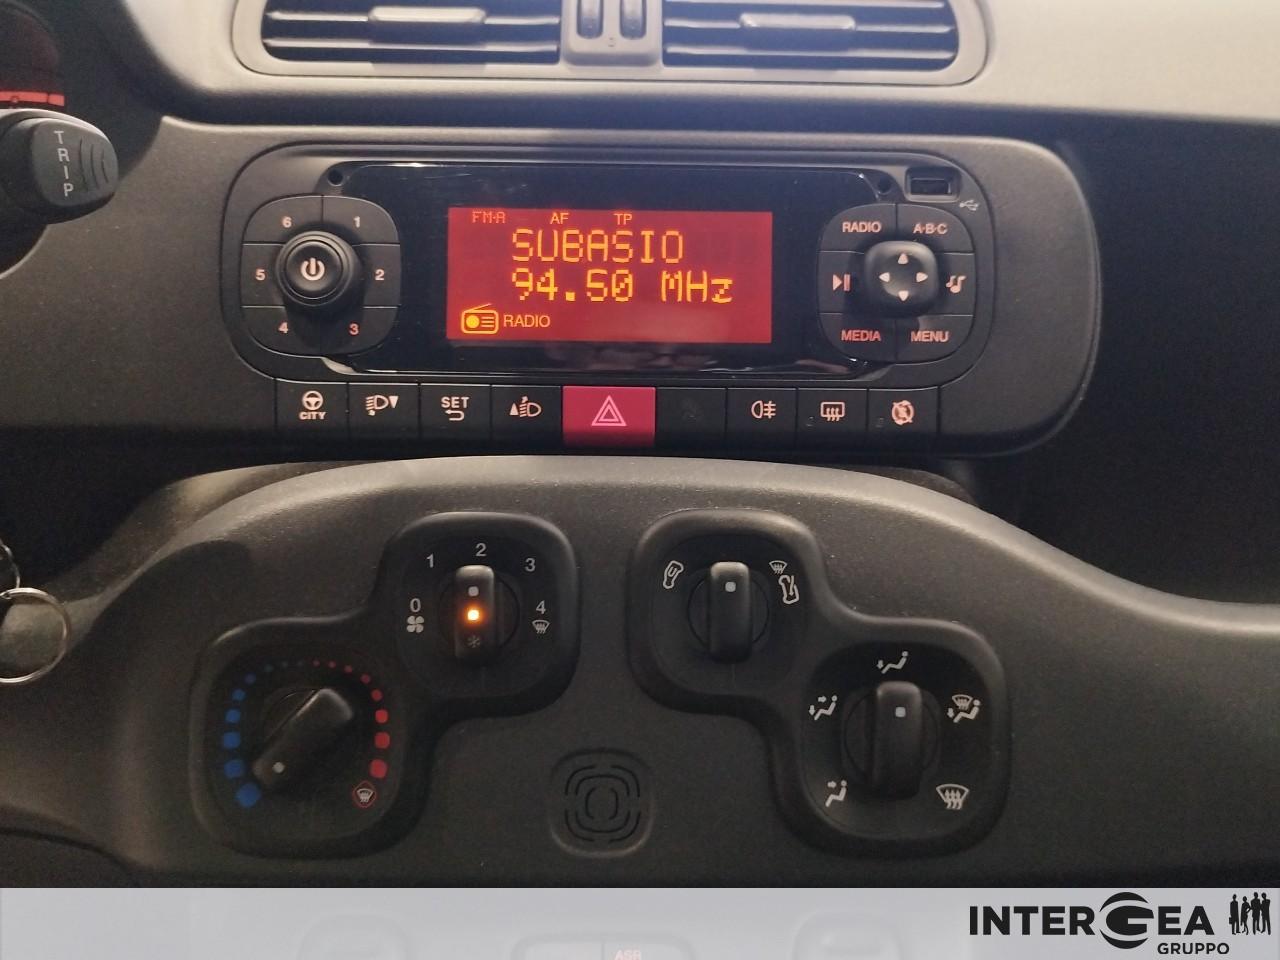 TRIP
FM-A AF TP
SUBASIO
94.50 MHz
RADIO
6 1
5 2
4 3
RADIO A·B·C
MEDIA MENU
CITY
SET
0 1 2 3 4
ASR
INTERGEA
GRUPPO